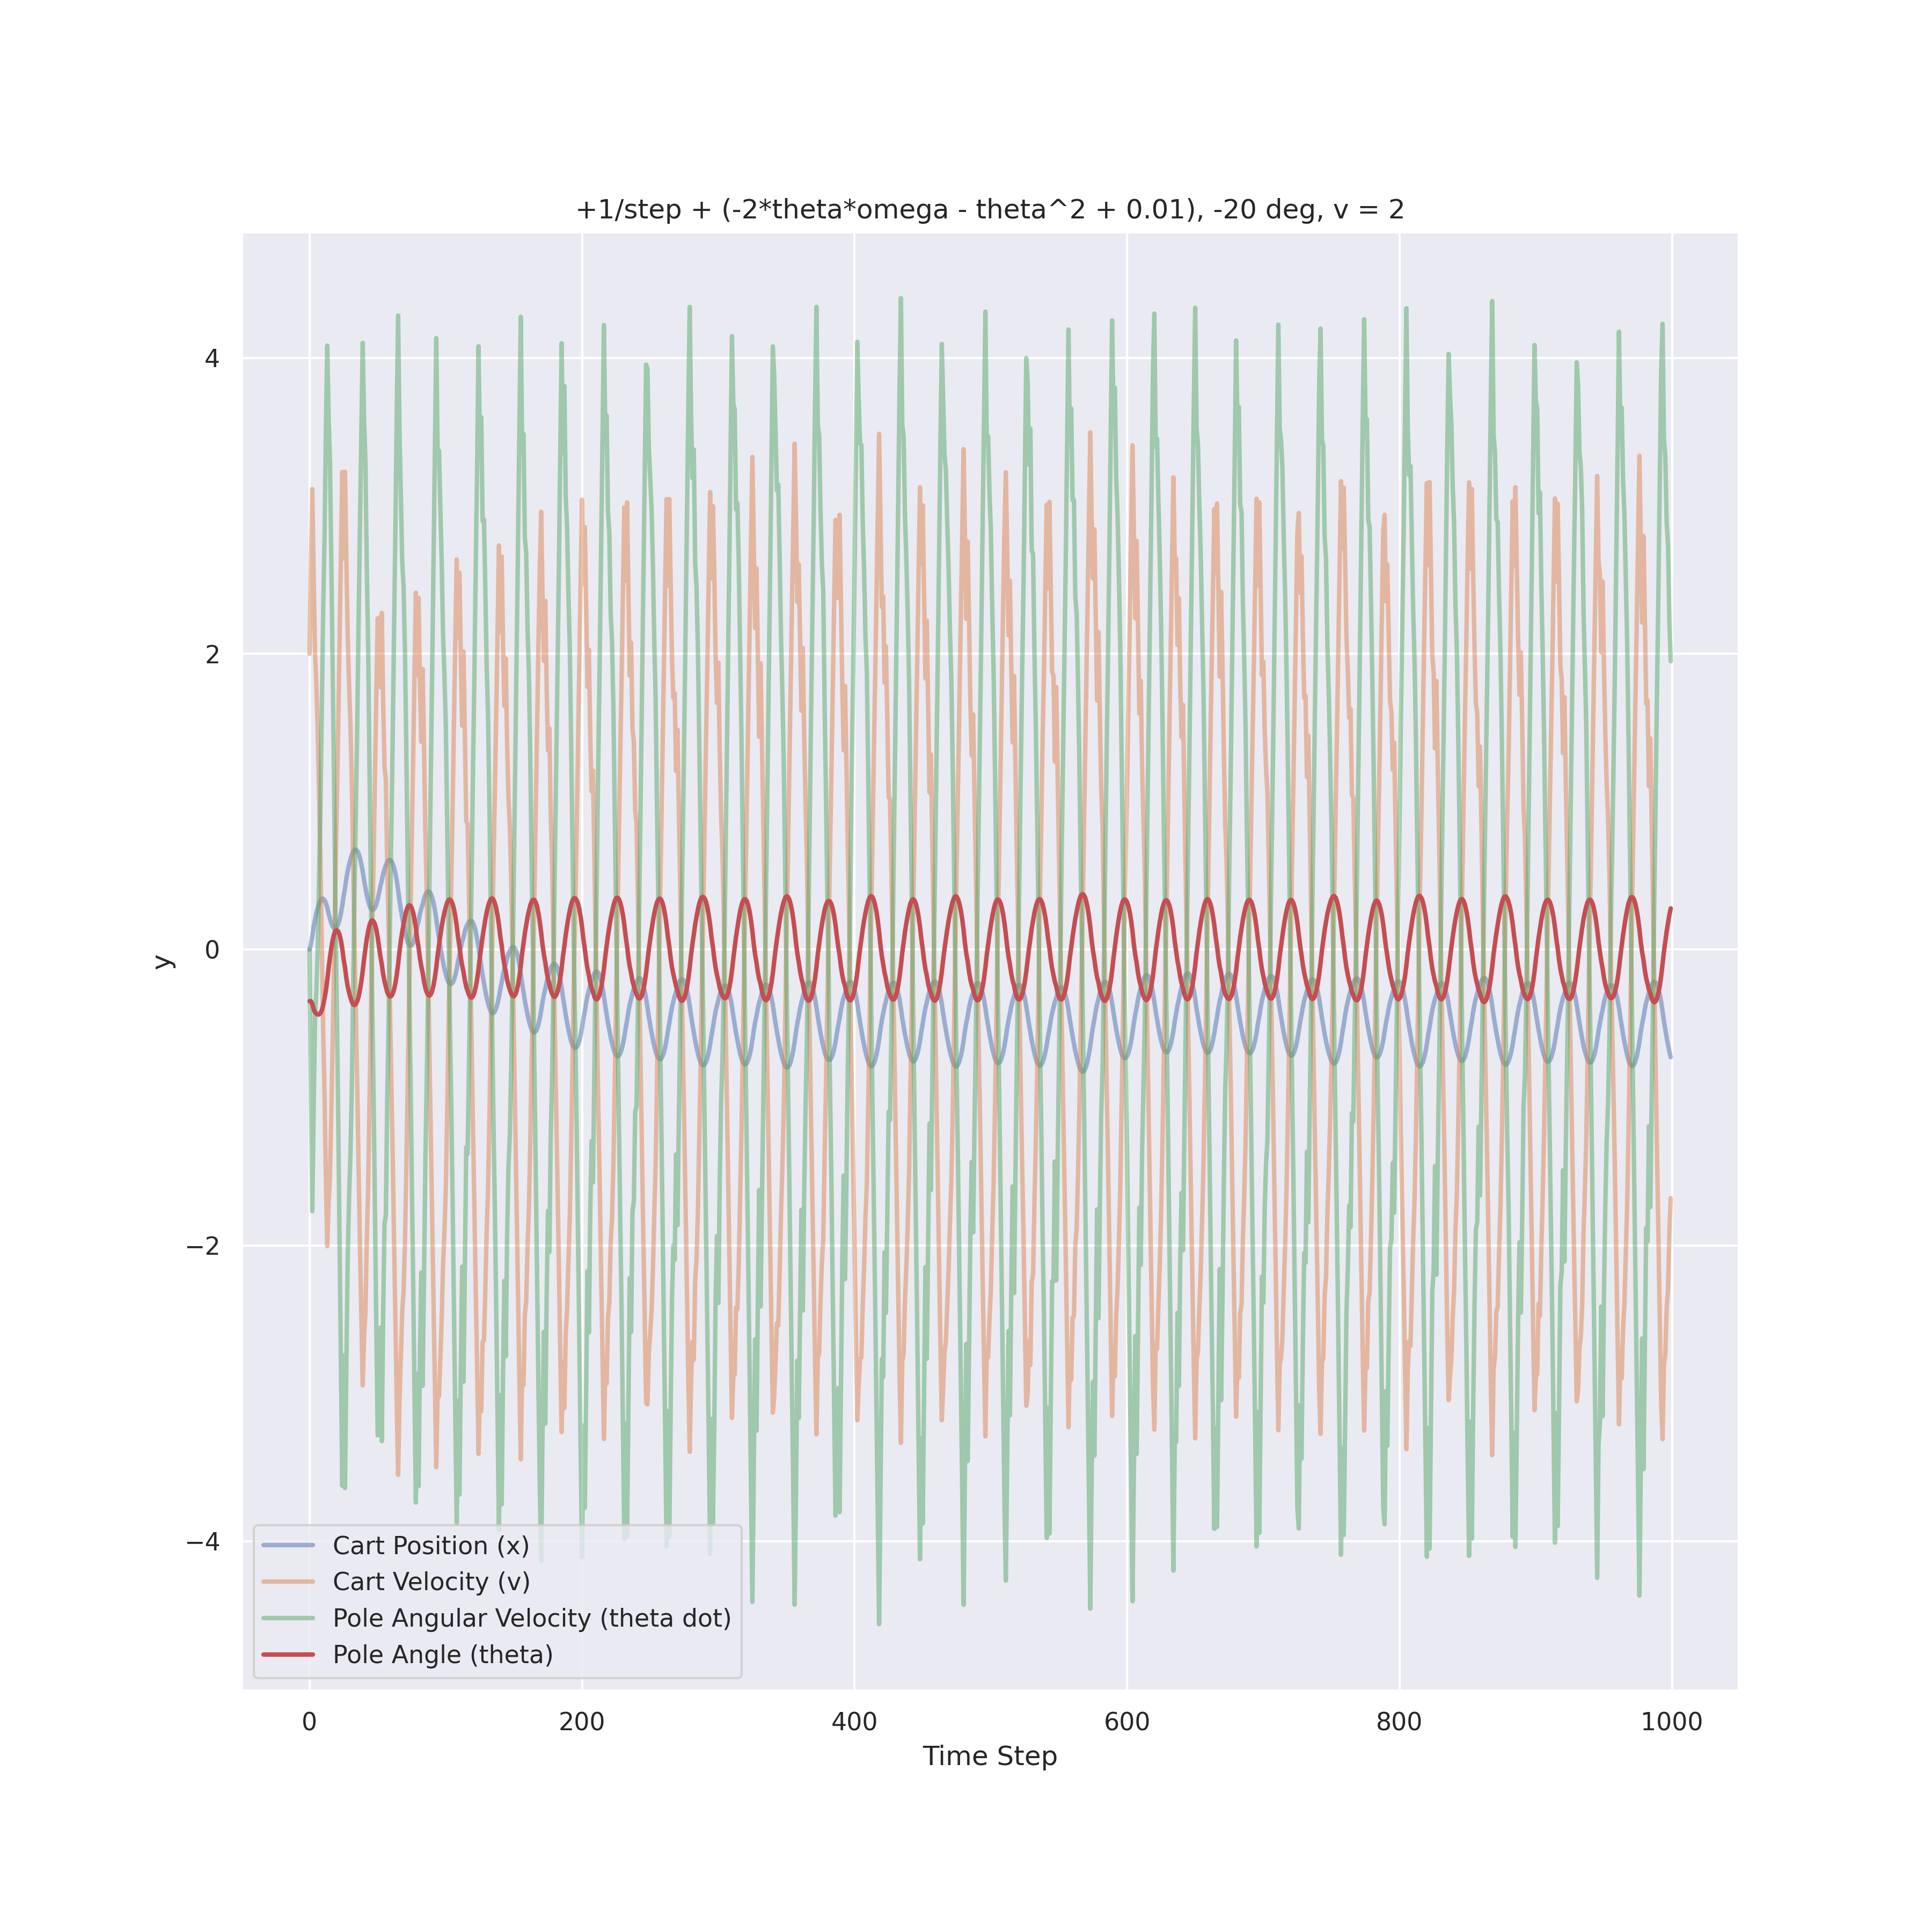 +1/step + (-2*theta*omega - theta^2 + 0.01), -20 deg, v = 2
4
2
0
−2
−4
y
Cart Position (x)
Cart Velocity (v)
Pole Angular Velocity (theta dot)
Pole Angle (theta)
0 200 400 600 800 1000
Time Step